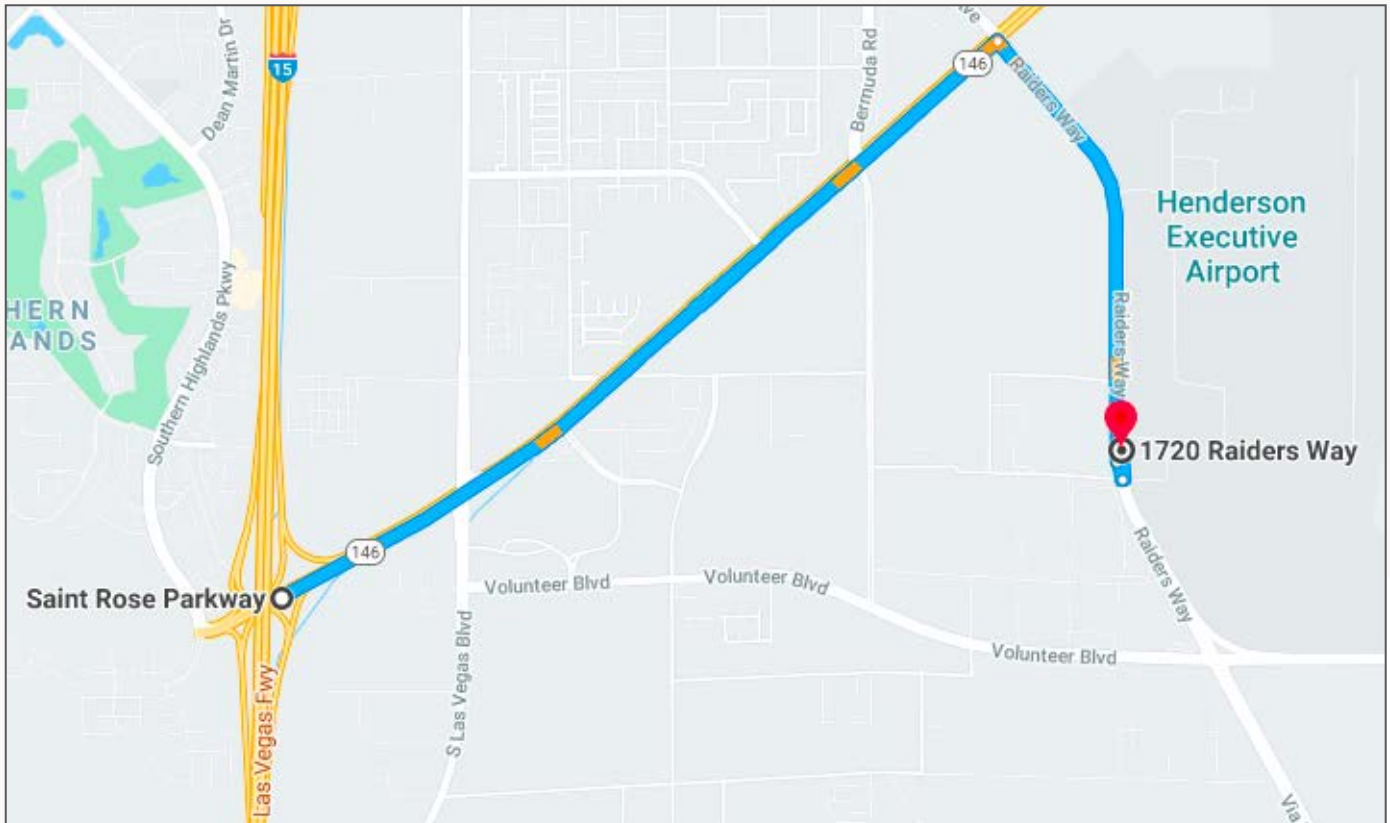 Dean Martin Dr
15
Ave
146
Raiders Way
Bermuda Rd
Henderson
Executive
Airport
Raiders Way
HERN
ANDS
Southern Highlands Pkwy
1720 Raiders Way
146
Raiders Way
Saint Rose Parkway
Volunteer Blvd
Volunteer Blvd
Volunteer Blvd
S Las Vegas Blvd
Las Vegas Fwy
Via